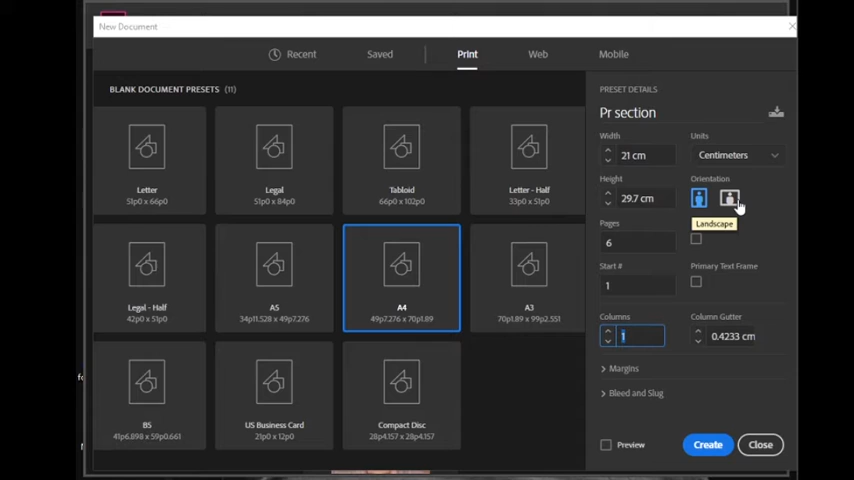 New Document
Recent
Saved
Print
Web
Mobile
BLANK DOCUMENT PRESETS (11)
Letter
51p0 x 66p0
Legal
51p0 x 84p0
Tabloid
66p0 x 102p0
Letter - Half
33p0 x 51p0
Legal - Half
42p0 x 51p0
A5
34p11.528 x 49p7.276
A4
49p7.276 x 70p1.89
A3
70p1.89 x 99p2.551
B5
41p6.898 x 59p0.661
US Business Card
21p0 x 12p0
Compact Disc
28p4.157 x 28p4.157
PRESET DETAILS
Pr section
Width
Units
21 cm
Centimeters
Height
Orientation
29.7 cm
Pages
Landscape
6
Start #
Primary Text Frame
1
Columns
Column Gutter
1
0.4233 cm
Margins
Bleed and Slug
Preview
Create
Close